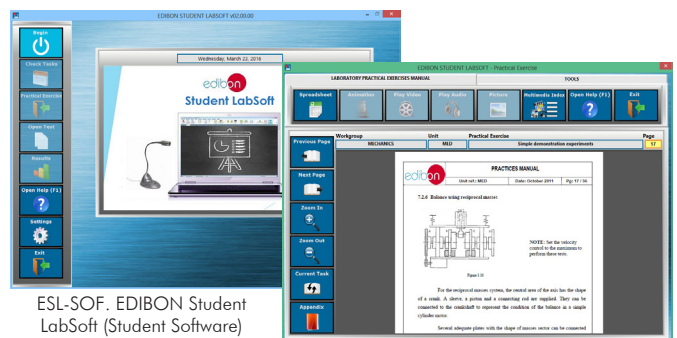 EDIBON STUDENT LABSOFT v02.00.00
Begin
Check Tasks
Practical Exercise
Open Text
Results
Open Help (F1)
Settings
Exit
Wednesday, March 23, 2016
edibon
Student LabSoft
ESL-SOF. EDIBON Student
LabSoft (Student Software)
EDIBON STUDENT LABSOFT - Practical Exercise
LABORATORY PRACTICAL EXERCISES MANUAL
TOOLS
Spreadsheet
Animation
Play Video
Play Audio
Picture
Multimedia Index
Open Help (F1)
Exit
Previous Page
Next Page
Zoom In
Zoom Out
Current Task
Appendix
Workgroup Unit Practical Exercise Page
MECHANICS MED Simple demonstration experiments 17
edibon
PRACTICES MANUAL
Unit ref.: MED Date: October 2011 Pg: 17 / 36
7.2.6 Balance using reciprocal masses
NOTE: Set the velocity
control to the maximum to
perform these tests.
For the reciprocal masses system, the central area of the axis has the shape
of a crank. A sleeve, a piston and a connecting rod are supplied. They can be
connected to the crankshaft to represent the condition of the balance in a simple
cylinder motor.
Several adequate plates with the shape of masses sector can be connected